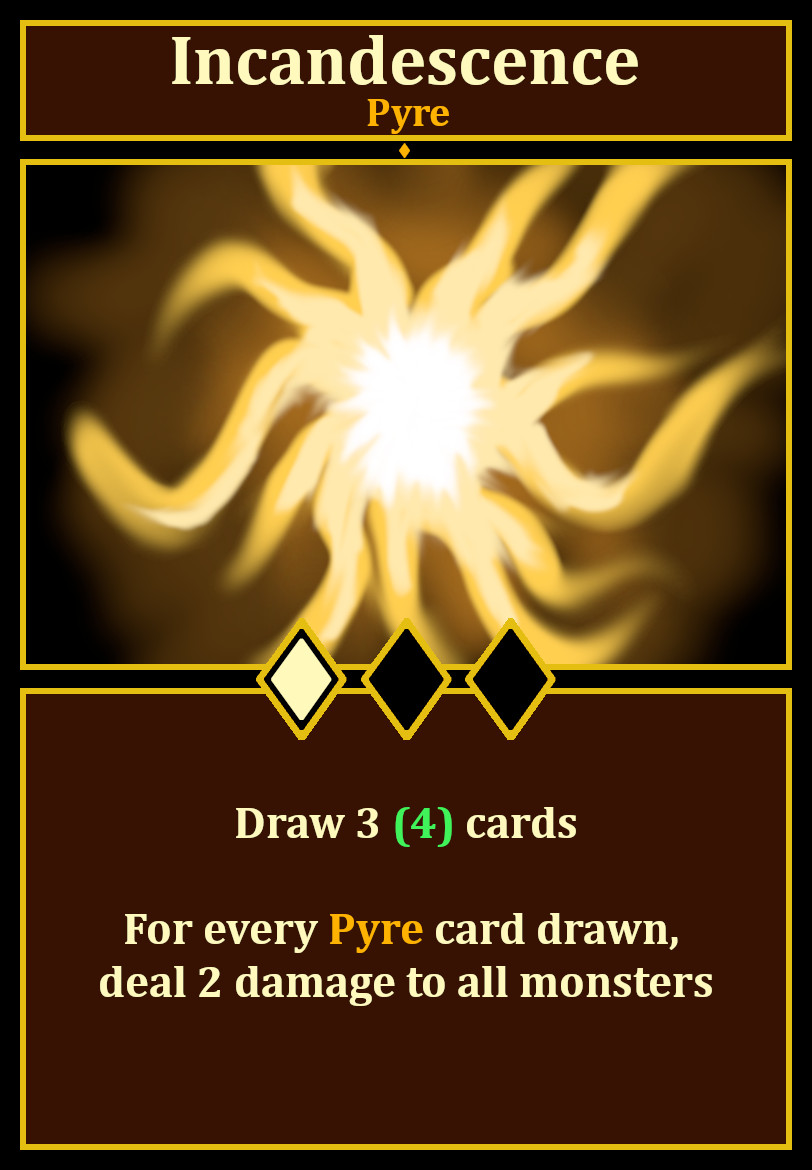 Incandescence
Pyre
Draw 3 (4) cards
For every Pyre card drawn,
deal 2 damage to all monsters